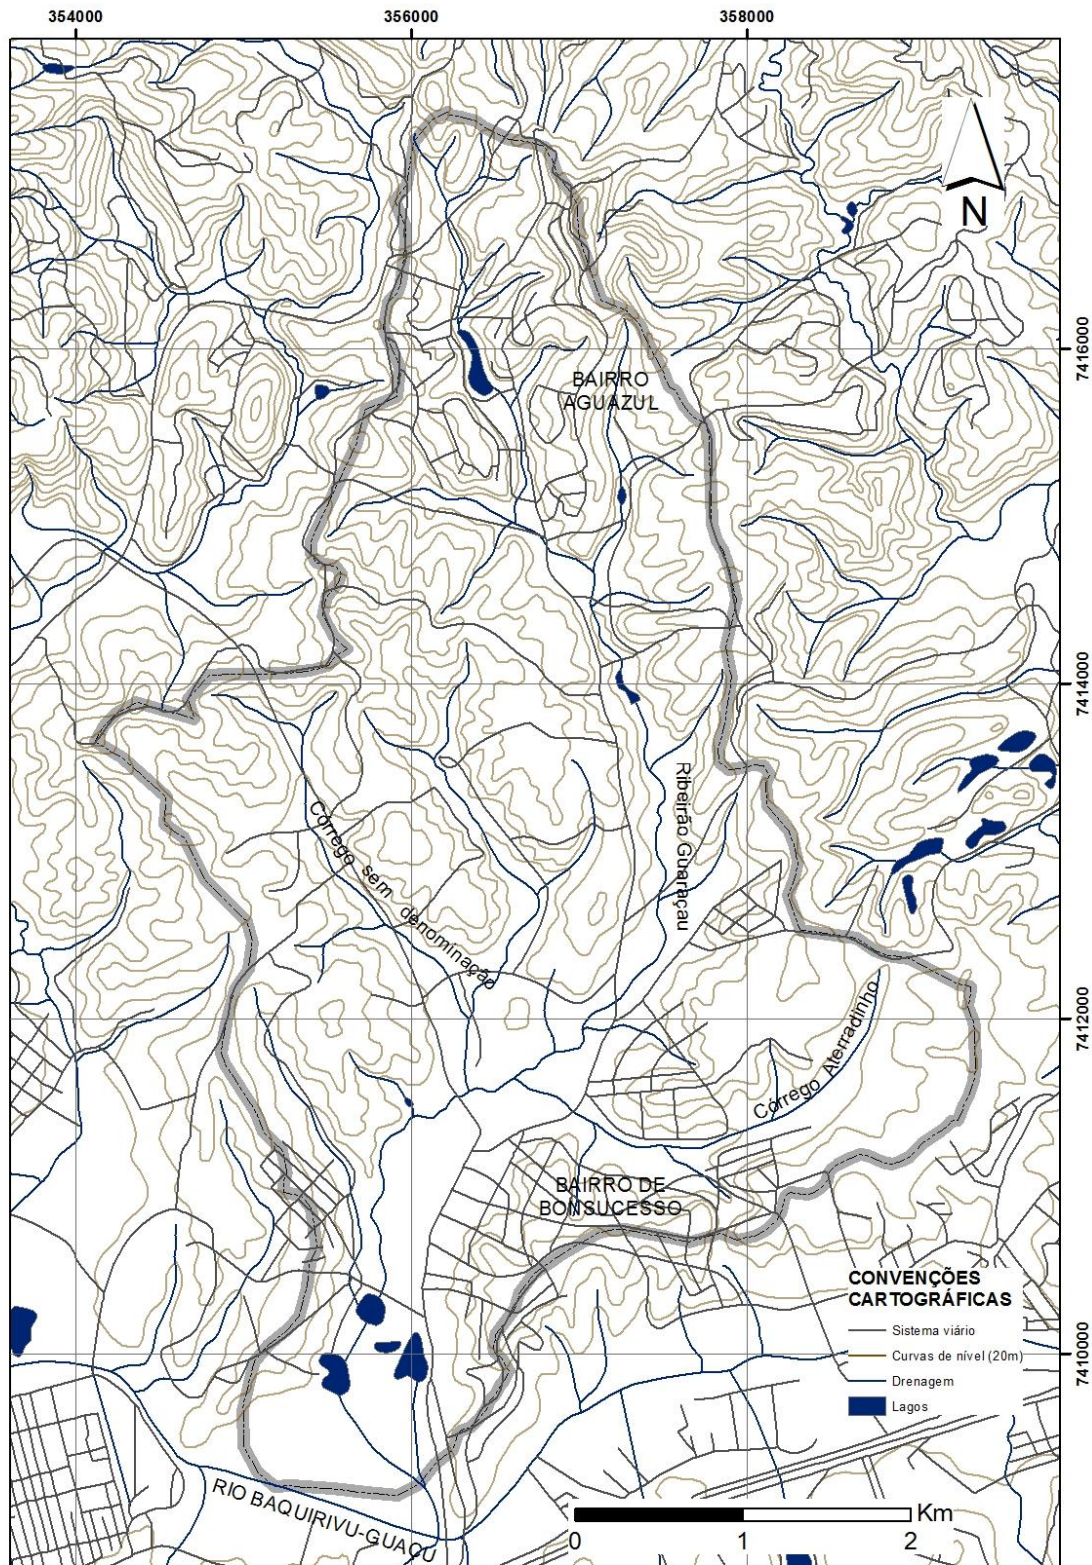 354000
356000
358000
N
7416000
BAIRRO
AGUAZUL
7414000
Ribeirão Guaraçau
Córrego sem denominação
7412000
Córrego Aterradinho
BAIRRO DE
BONSUCESSO
CONVENÇÕES
CARTOGRÁFICAS
Sistema viário
Curvas de nível (20m)
Drenagem
Lagos
7410000
RIO BAQUIRIVU-GUAÇU
Km
0
1
2